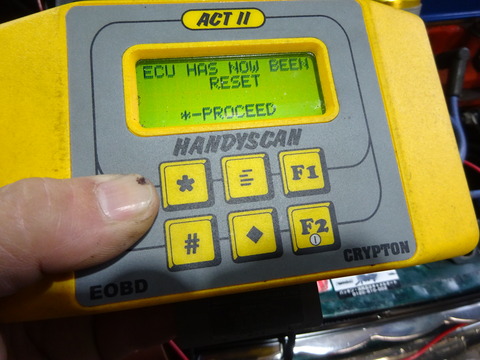 ACT II
ECU HAS NOW BEEN
RESET
*-PROCEED
HANDYSCAN
*
F1
#
F2
EOBD
CRYPTON